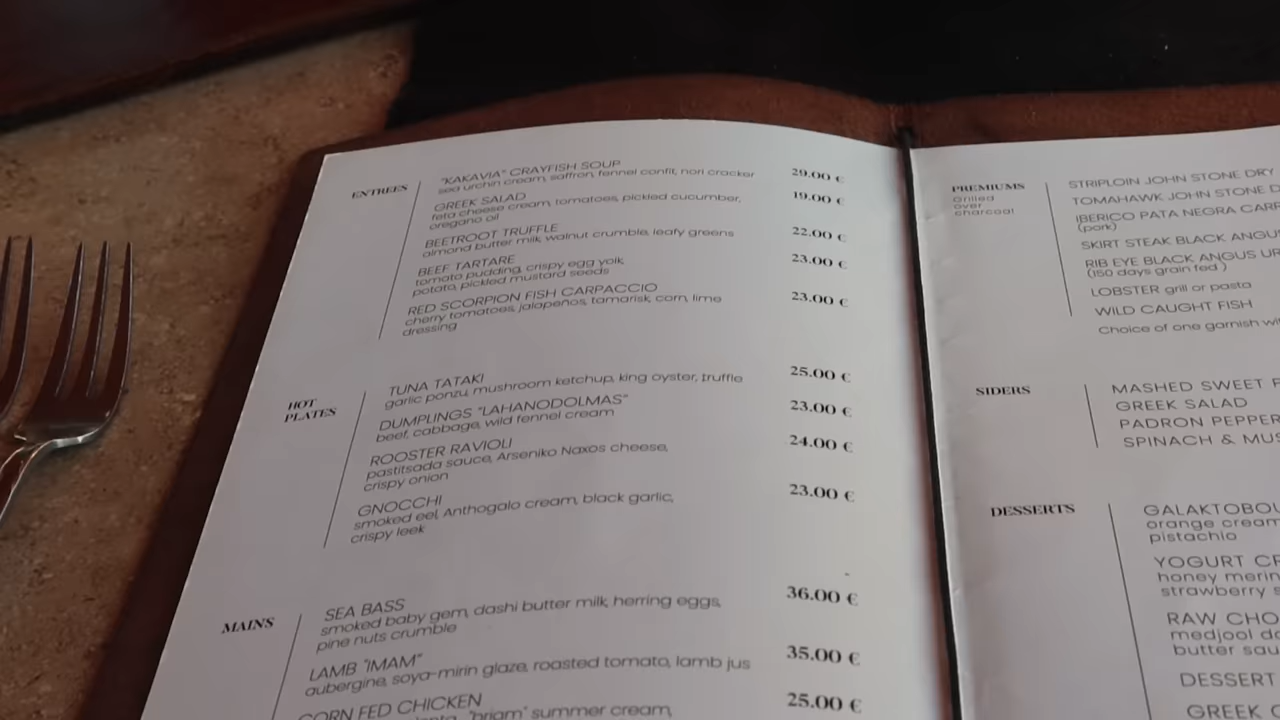 ENTREES
"KAKAVIA" CRAYFISH SOUP 29.00 €
sea urchin cream, saffron, fennel confit, nori cracker
GREEK SALAD 19.00 €
feta cheese cream, tomatoes, pickled cucumber,
oregano oil
BEETROOT TRUFFLE 22.00 €
almond butter milk, walnut crumble, leafy greens
BEEF TARTARE 23.00 €
tomato pudding, crispy egg yolk,
potato, pickled mustard seeds
RED SCORPION FISH CARPACCIO 23.00 €
cherry tomatoes, jalapeños, tamarisk, corn, lime
dressing
HOT
PLATES
TUNA TATAKI 25.00 €
garlic ponzu, mushroom ketchup, king oyster, truffle
DUMPLINGS "LAHANODOLMAS" 23.00 €
beef, cabbage, wild fennel cream
ROOSTER RAVIOLI 24.00 €
pastitsada sauce, Arseniko Naxos cheese,
crispy onion
GNOCCHI 23.00 €
smoked eel, Anthogalo cream, black garlic,
crispy leek
MAINS
SEA BASS 36.00 €
smoked baby gem, dashi butter milk, herring eggs,
pine nuts crumble
LAMB "IMAM" 35.00 €
aubergine, soya-mirin glaze, roasted tomato, lamb jus
CORN FED CHICKEN 25.00 €
"briam" summer cream,
PREMIUMS
Grilled
over
charcoal
STRIPLOIN JOHN STONE DRY
TOMAHAWK JOHN STONE
IBERICO PATA NEGRA
(pork)
SKIRT STEAK BLACK
RIB EYE BLACK ANGUS
(150 days grain fed )
LOBSTER grill or pasta
WILD CAUGHT FISH
Choice of one garnish
SIDERS
MASHED SWEET
GREEK SALAD
PADRON PEPPER
SPINACH &
DESSERTS
orange cream
pistachio
YOGURT
honey
strawberry
RAW
medjool
butter
DESSERT
GREEK